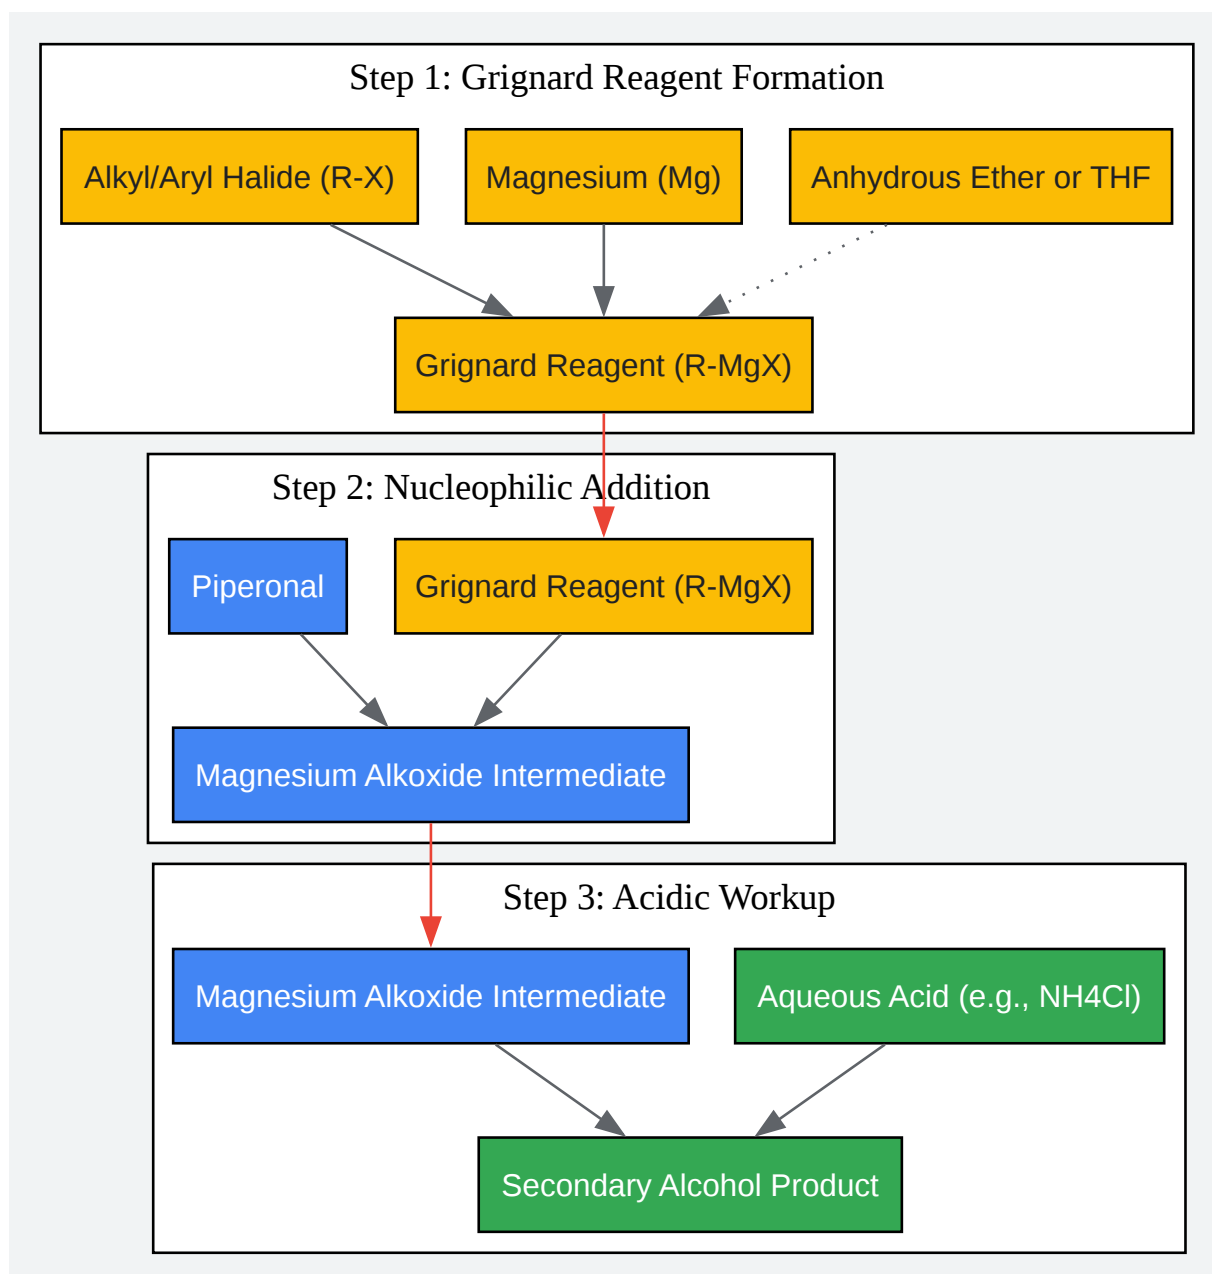 Step 1: Grignard Reagent Formation
Alkyl/Aryl Halide (R-X)
Magnesium (Mg)
Anhydrous Ether or THF
Grignard Reagent (R-MgX)
Step 2: Nucleophilic Addition
Piperonal
Grignard Reagent (R-MgX)
Magnesium Alkoxide Intermediate
Step 3: Acidic Workup
Magnesium Alkoxide Intermediate
Aqueous Acid (e.g., NH4Cl)
Secondary Alcohol Product